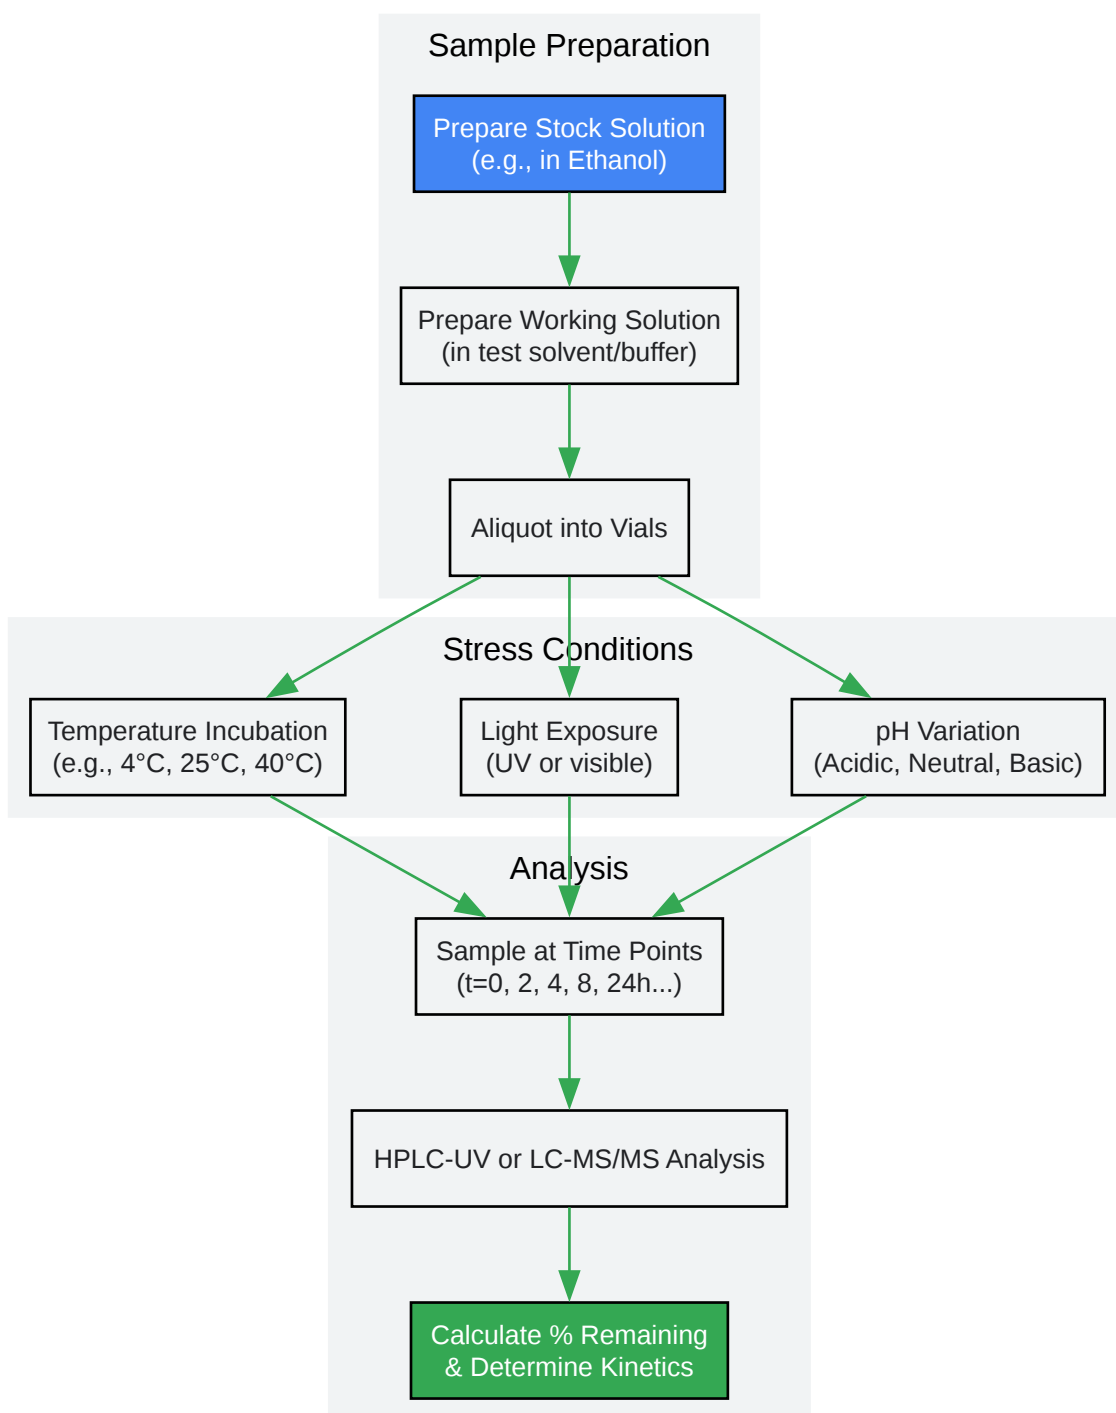 Sample Preparation
Prepare Stock Solution
(e.g., in Ethanol)
Prepare Working Solution
(in test solvent/buffer)
Aliquot into Vials
Stress Conditions
Temperature Incubation
(e.g., 4°C, 25°C, 40°C)
Light Exposure
(UV or visible)
pH Variation
(Acidic, Neutral, Basic)
Analysis
Sample at Time Points
(t=0, 2, 4, 8, 24h...)
HPLC-UV or LC-MS/MS Analysis
Calculate % Remaining
& Determine Kinetics